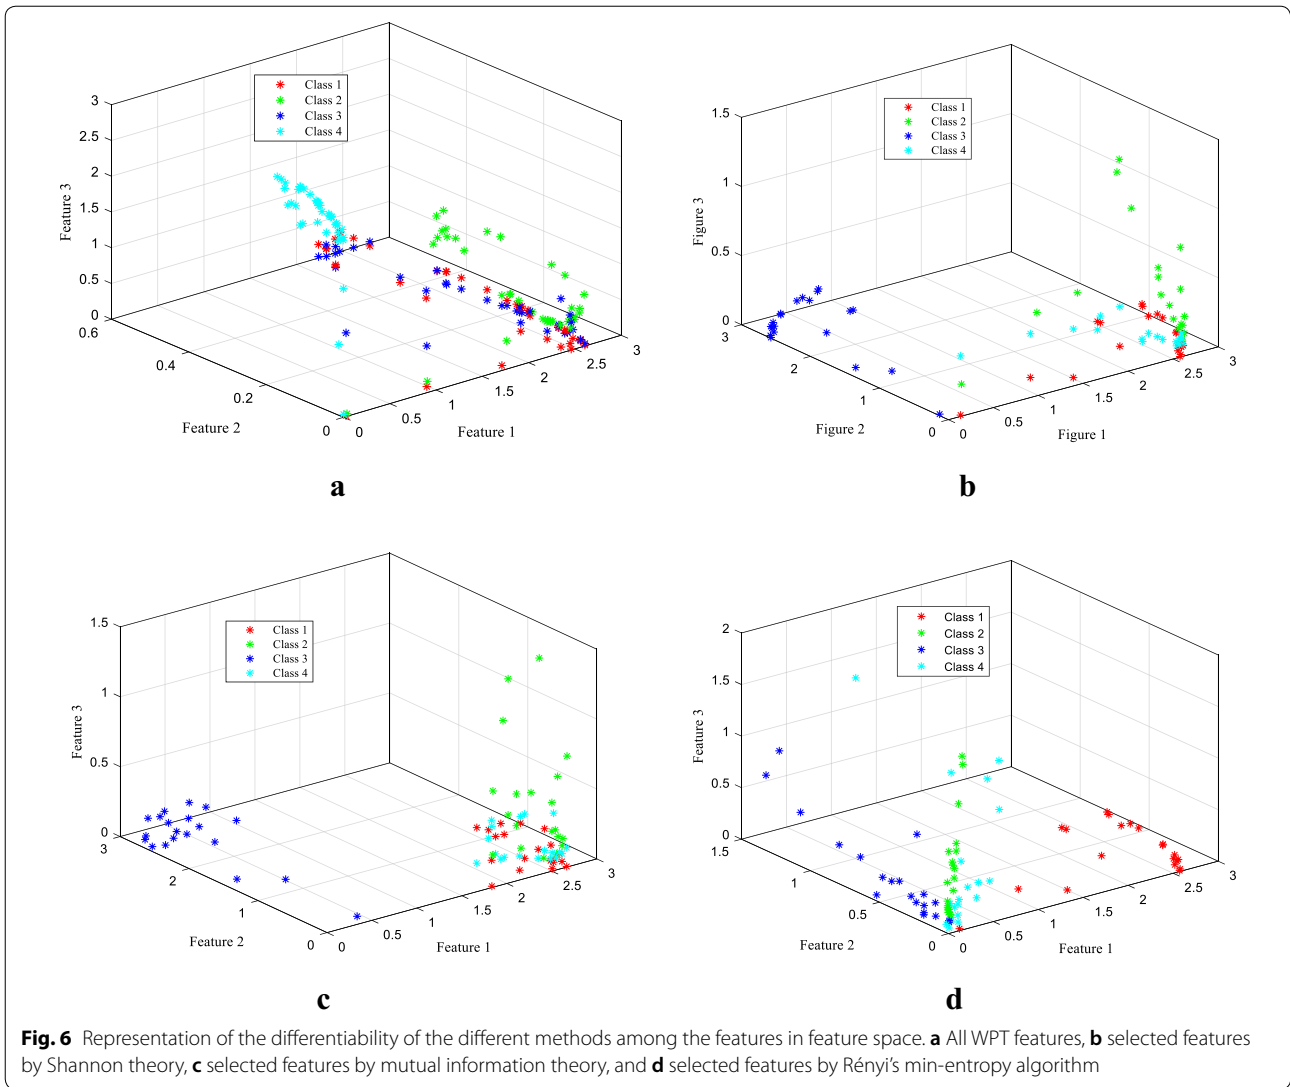 Class 1
Class 2
Class 3
Class 4
3
2.5
2
1.5
1
0.5
0
Feature 3
0.6
0.4
0.2
0
Feature 2
0
0.5
1
1.5
2
2.5
3
Feature 1
a
Class 1
Class 2
Class 3
Class 4
1.5
1
0.5
0
Figure 3
3
2
1
0
Figure 2
0
0.5
1
1.5
2
2.5
3
Figure 1
b
Class 1
Class 2
Class 3
Class 4
1.5
1
0.5
0
Feature 3
3
2
1
0
Feature 2
0
0.5
1
1.5
2
2.5
3
Feature 1
c
Class 1
Class 2
Class 3
Class 4
2
1.5
1
0.5
0
Feature 3
1.5
1
0.5
0
Feature 2
0
0.5
1
1.5
2
2.5
3
Feature 1
d
Fig. 6 Representation of the differentiability of the different methods among the features in feature space. a All WPT features, b selected features
by Shannon theory, c selected features by mutual information theory, and d selected features by Rényi's min-entropy algorithm